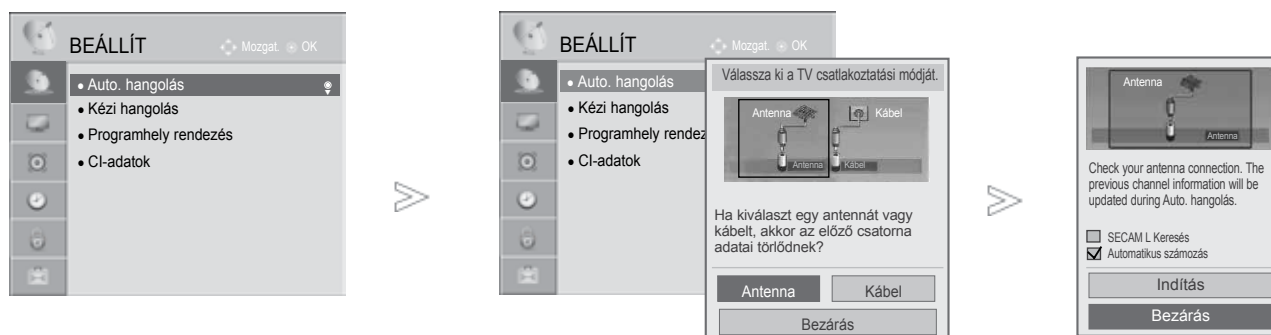 BEÁLLÍT
Mozgat. OK
● Auto. hangolás
● Kézi hangolás
● Programhely rendezés
● CI-adatok
>>
BEÁLLÍT
Mozgat. OK
● Auto. hangolás
● Kézi hangolás
● Programhely rendez
● CI-adatok
Válassza ki a TV csatlakoztatási módját.
Antenna Kábel
Antenna Kábel
Ha kiválaszt egy antennát vagy
kábelt, akkor az előző csatorna
adatai törlődnek?
Antenna Kábel
Bezárás
>>
Antenna
Antenna
Check your antenna connection. The
previous channel information will be
updated during Auto. hangolás.
SECAM L Keresés
Automatikus számozás
Indítás
Bezárás